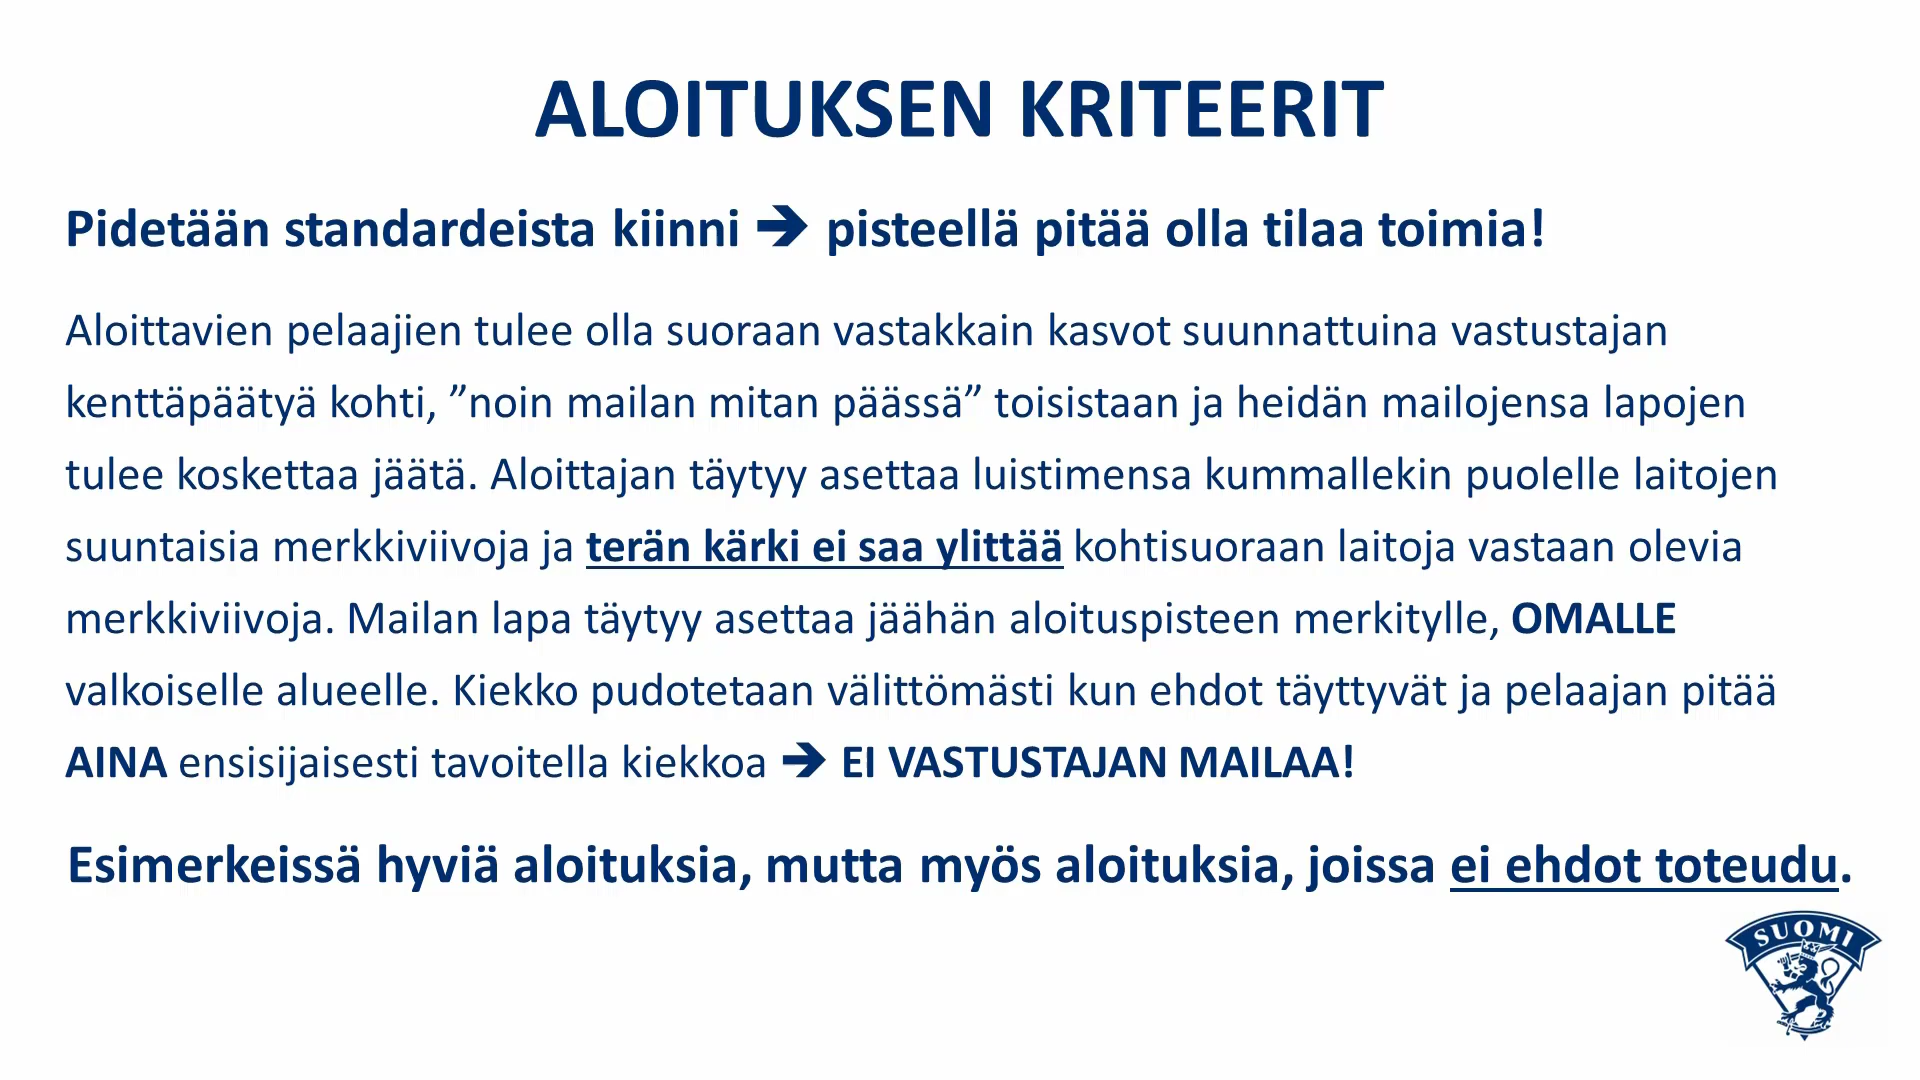 ALOITUKSEN KRITEERIT
Pidetään standardeista kiinni ➔ pisteellä pitää olla tilaa toimia!
Aloittavien pelaajien tulee olla suoraan vastakkain kasvot suunnattuina vastustajan
kenttäpäätyä kohti, ”noin mailan mitan päässä” toisistaan ja heidän mailojensa lapojen
tulee koskettaa jäätä. Aloittajan täytyy asettaa luistimensa kummallekin puolelle laitojen
suuntaisia merkkiviivoja ja terän kärki ei saa ylittää kohtisuoraan laitoja vastaan olevia
merkkiviivoja. Mailan lapa täytyy asettaa jäähän aloituspisteen merkitylle, OMALLE
valkoiselle alueelle. Kiekko pudotetaan välittömästi kun ehdot täyttyvät ja pelaajan pitää
AINA ensisijaisesti tavoitella kiekkoa ➔ EI VASTUSTAJAN MAILAA!
Esimerkeissä hyviä aloituksia, mutta myös aloituksia, joissa ei ehdot toteudu.
SUOMI